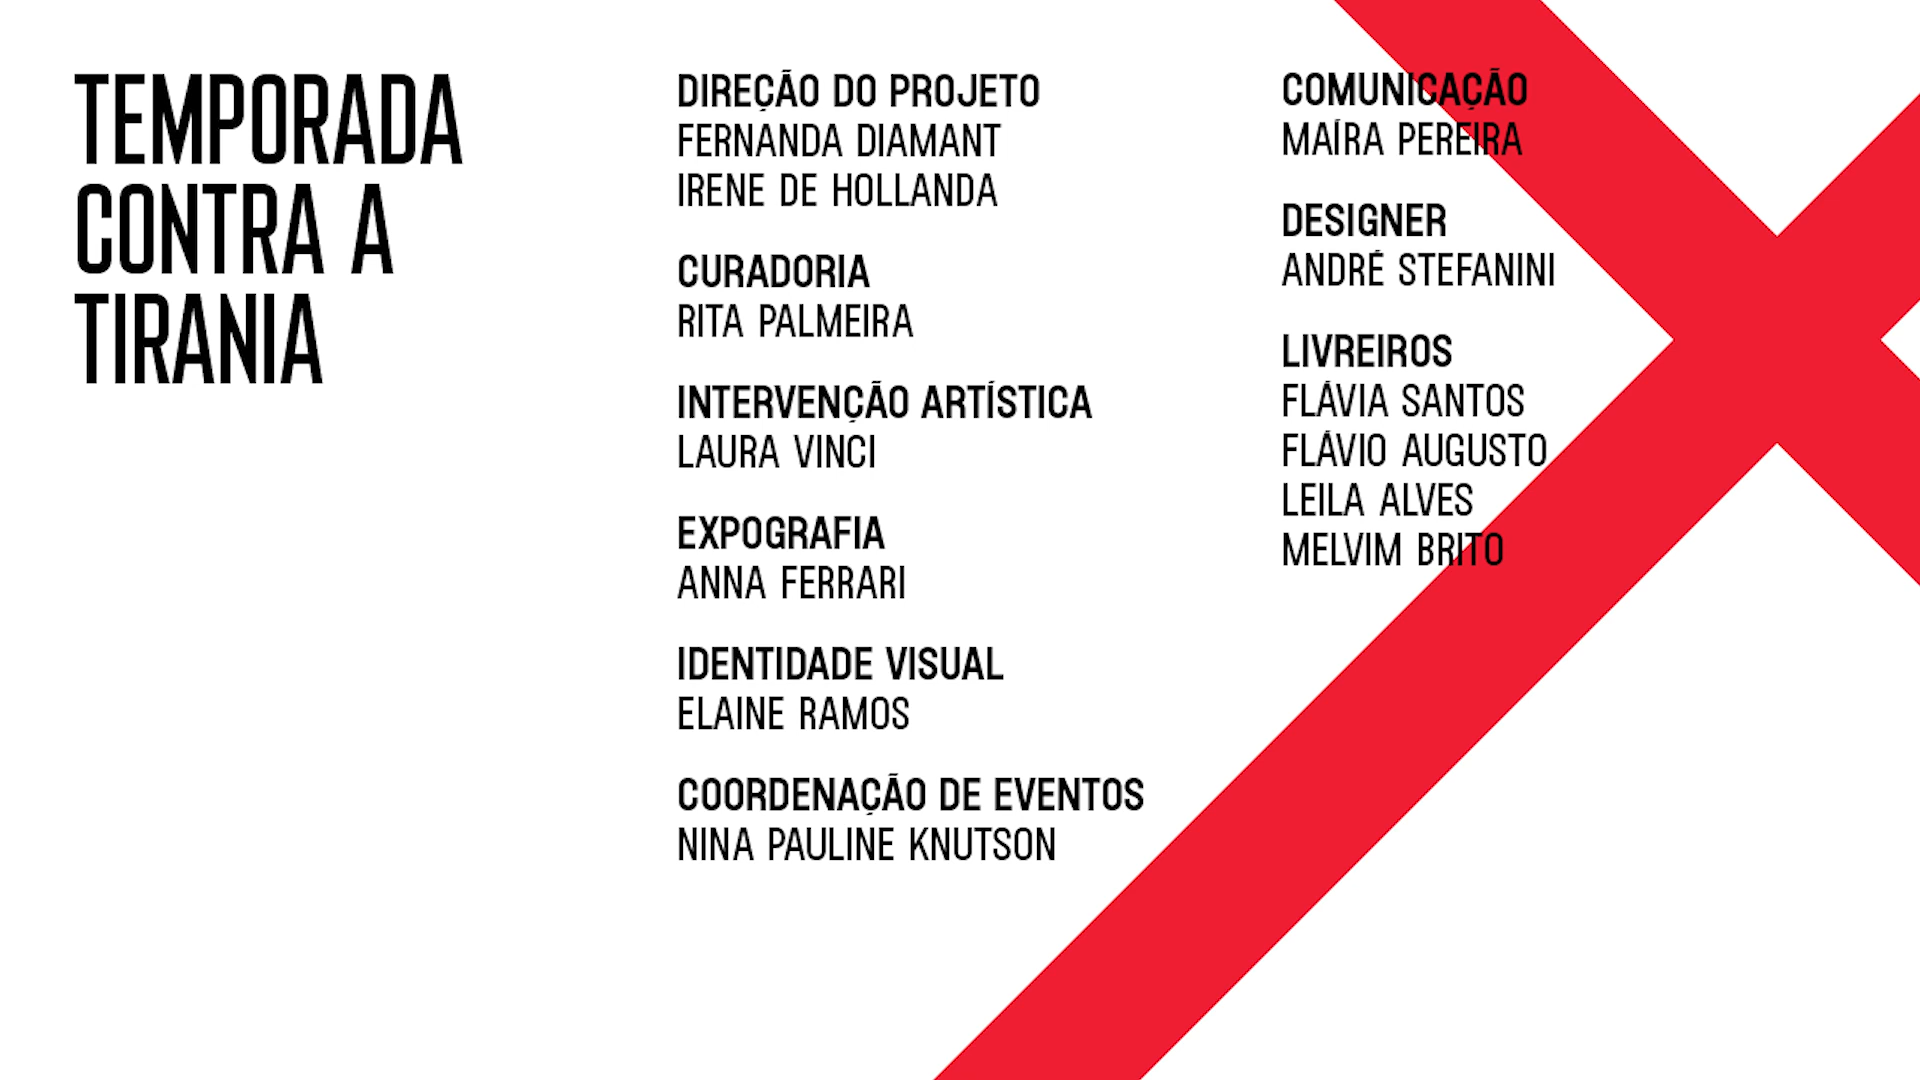 TEMPORADA
CONTRA A
TIRANIA
DIREÇÃO DO PROJETO
FERNANDA DIAMANT
IRENE DE HOLLANDA
CURADORIA
RITA PALMEIRA
INTERVENÇÃO ARTÍSTICA
LAURA VINCI
EXPOGRAFIA
ANNA FERRARI
IDENTIDADE VISUAL
ELAINE RAMOS
COORDENAÇÃO DE EVENTOS
NINA PAULINE KNUTSON
COMUNICAÇÃO
MAÍRA PEREIRA
DESIGNER
ANDRÉ STEFANINI
LIVREIROS
FLÁVIA SANTOS
FLÁVIO AUGUSTO
LEILA ALVES
MELVIM BRITO